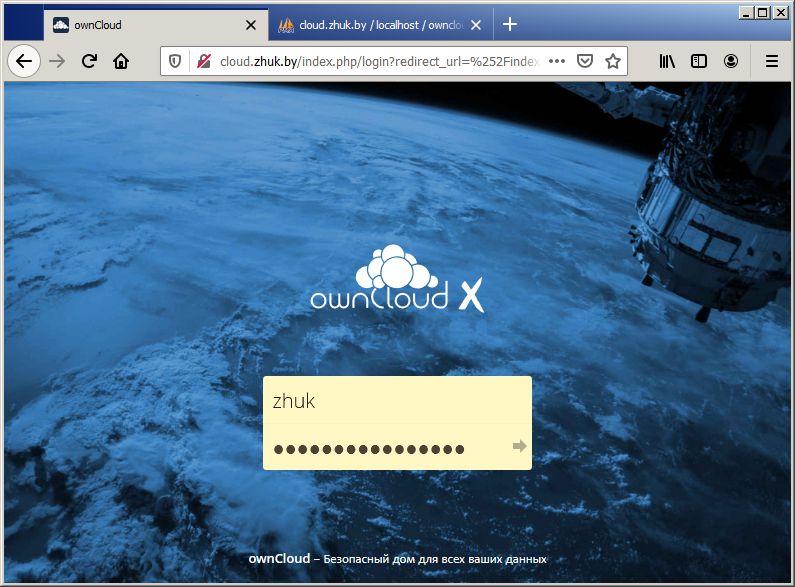 ownCloud
cloud.zhuk.by / localhost / ownclou
cloud.zhuk.by/index.php/login?redirect_url=%252Findex
ownCloud X
zhuk
ownCloud – Безопасный дом для всех ваших данных